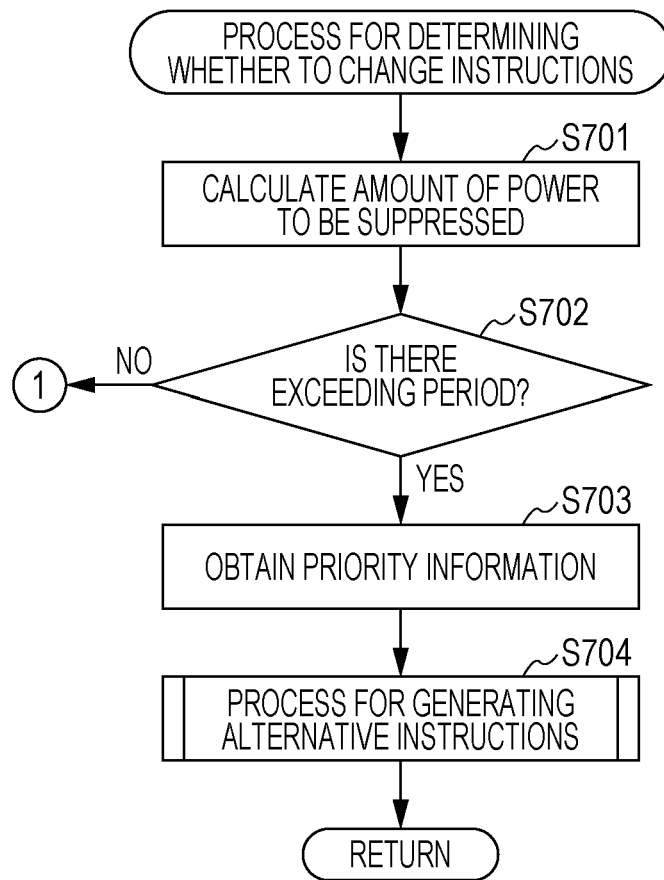 PROCESS FOR DETERMINING
WHETHER TO CHANGE INSTRUCTIONS
S701
CALCULATE AMOUNT OF POWER
TO BE SUPPRESSED
S702
IS THERE
EXCEEDING PERIOD?
NO
1
YES
S703
OBTAIN PRIORITY INFORMATION
S704
PROCESS FOR GENERATING
ALTERNATIVE INSTRUCTIONS
RETURN